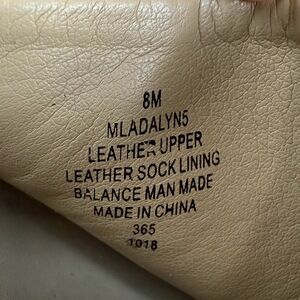 8M
MLADALYN5
LEATHER UPPER
LEATHER SOCK LINING
BALANCE MAN MADE
MADE IN CHINA
365
1018